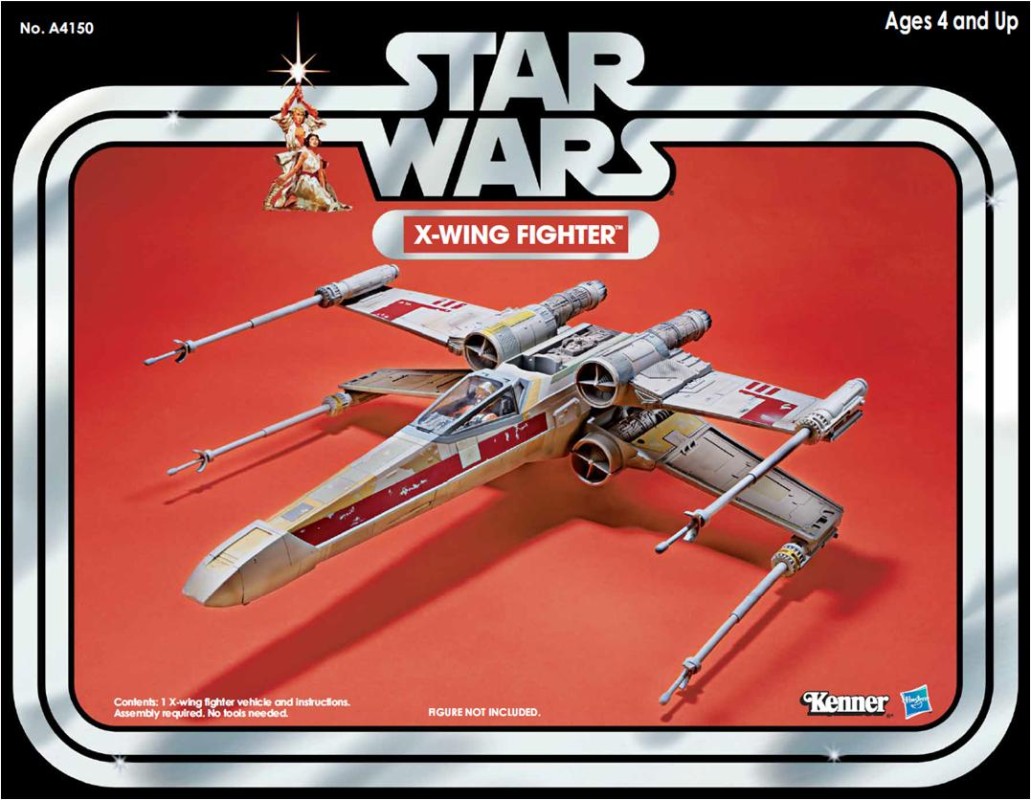 No. A4150
Ages 4 and Up
STAR
WARS
X-WING FIGHTER™
Contents: 1 X-wing fighter vehicle and instructions.
Assembly required. No tools needed.
FIGURE NOT INCLUDED.
Kenner
Hasbro